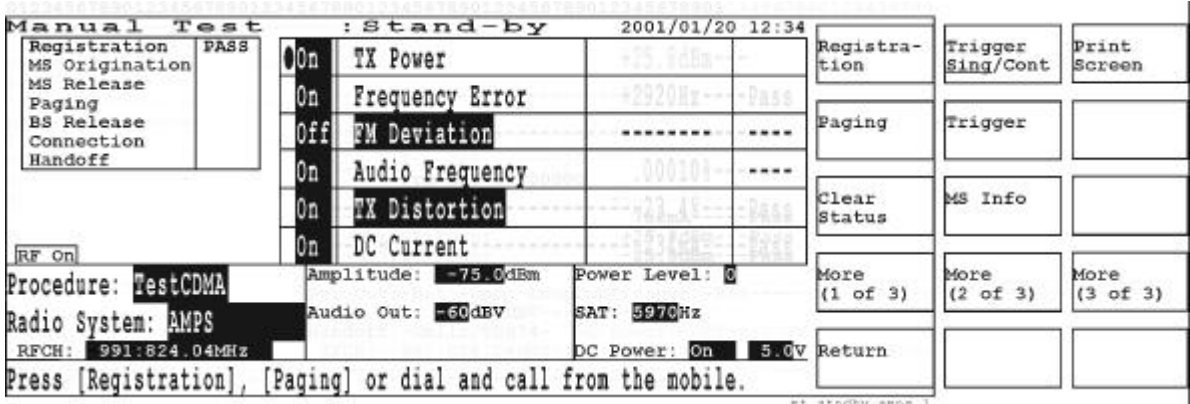 Manual Test :Stand-by 2001/01/20 12:34
Registration PASS
MS Origination
MS Release
Paging
BS Release
Connection
Handoff
On TX Power
On Frequency Error
Off FM Deviation -------- ----
On Audio Frequency ----
On TX Distortion
On DC Current
RF On
Procedure: TestCDMA
Radio System: AMPS
RFCH: 991:824.04MHz
Amplitude: -75.0dBm
Audio Out: -60dBV
Power Level: 0
SAT: 5970Hz
DC Power: On 5.0V
Press [Registration], [Paging] or dial and call from the mobile.
Registra-
tion
Paging
Clear
Status
More
(1 of 3)
Return
Trigger
Sing/Cont
Trigger
MS Info
More
(2 of 3)
Print
Screen
More
(3 of 3)